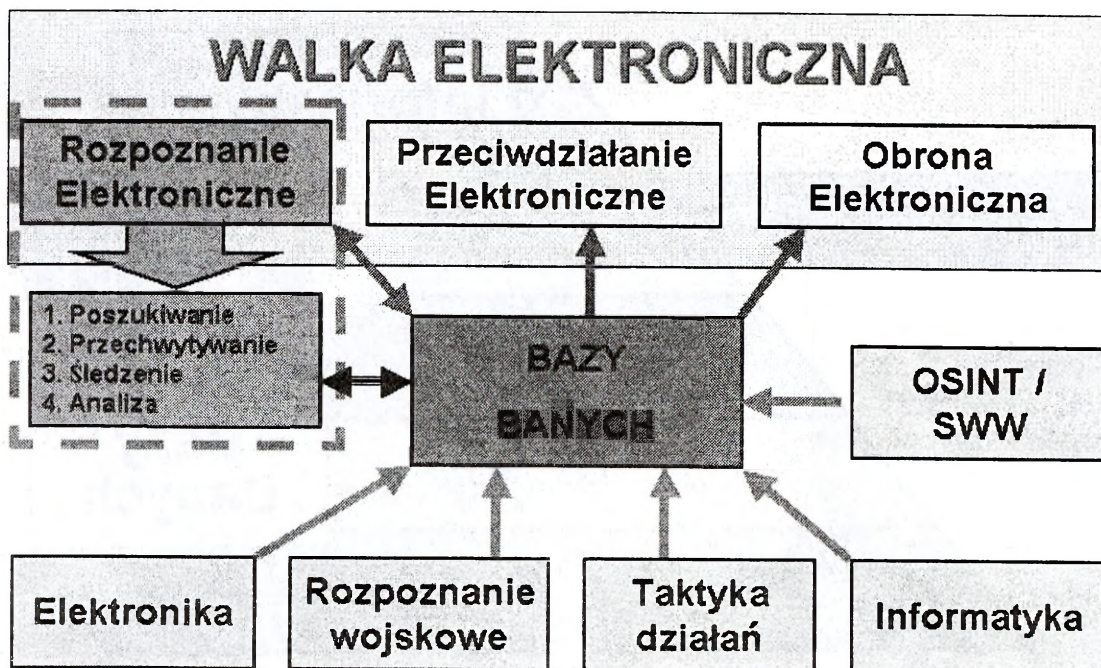 WALKA ELEKTRONICZNA
Rozpoznanie
Elektroniczne
Przeciwdziałanie
Elektroniczne
Obrona
Elektroniczna
1. Poszukiwanie
2. Przechwytywanie
3. Śledzenie
4. Analiza
BAZY
BANYCH
OSINT /
SWW
Elektronika
Rozpoznanie
wojskowe
Taktyka
działań
Informatyka